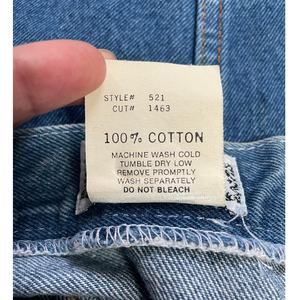 STYLE# 521
CUT# 1463
100% COTTON
MACHINE WASH COLD
TUMBLE DRY LOW
REMOVE PROMPTLY
WASH SEPARATELY
DO NOT BLEACH